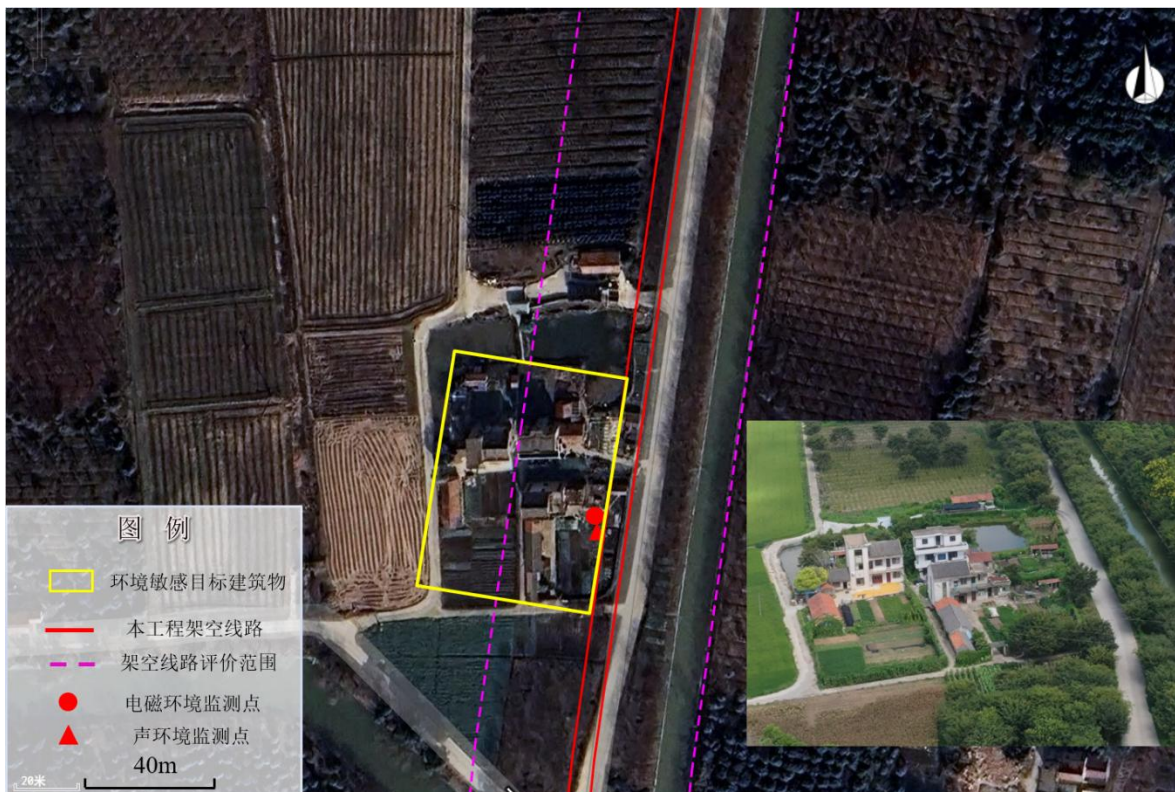 图 例
环境敏感目标建筑物
本工程架空线路
架空线路评价范围
电磁环境监测点
声环境监测点
40m
20米